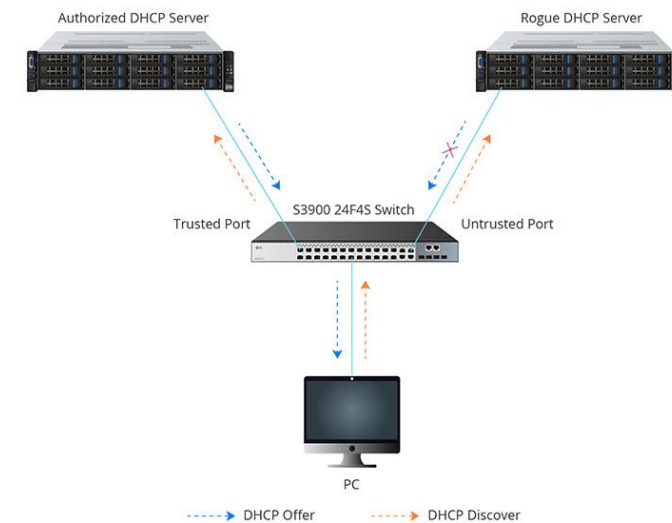 Authorized DHCP Server
Rogue DHCP Server
S3900 24F4S Switch
Trusted Port
Untrusted Port
PC
DHCP Offer
DHCP Discover